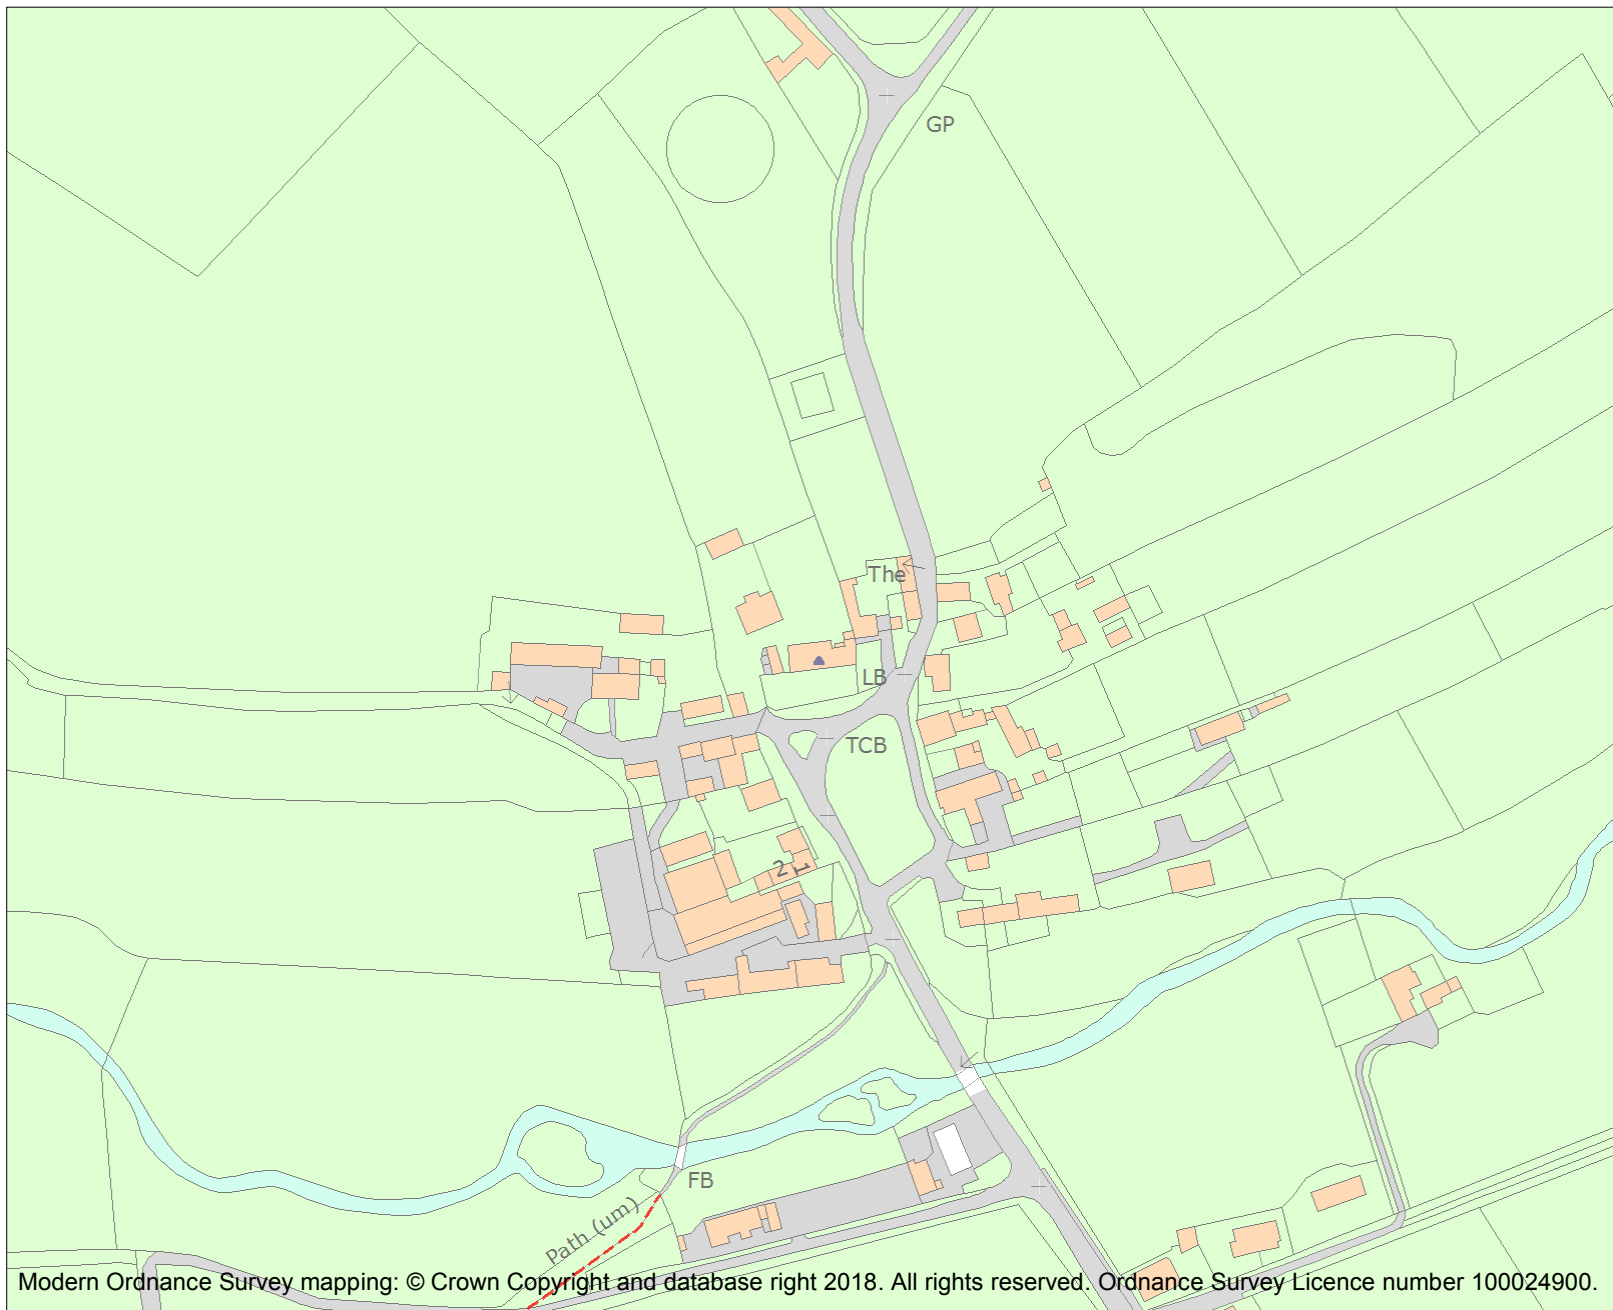 GP
The
LB
TCB
2
1
FB
Path (um)
Modern Ordnance Survey mapping: © Crown Copyright and database right 2018. All rights reserved. Ordnance Survey Licence number 100024900.